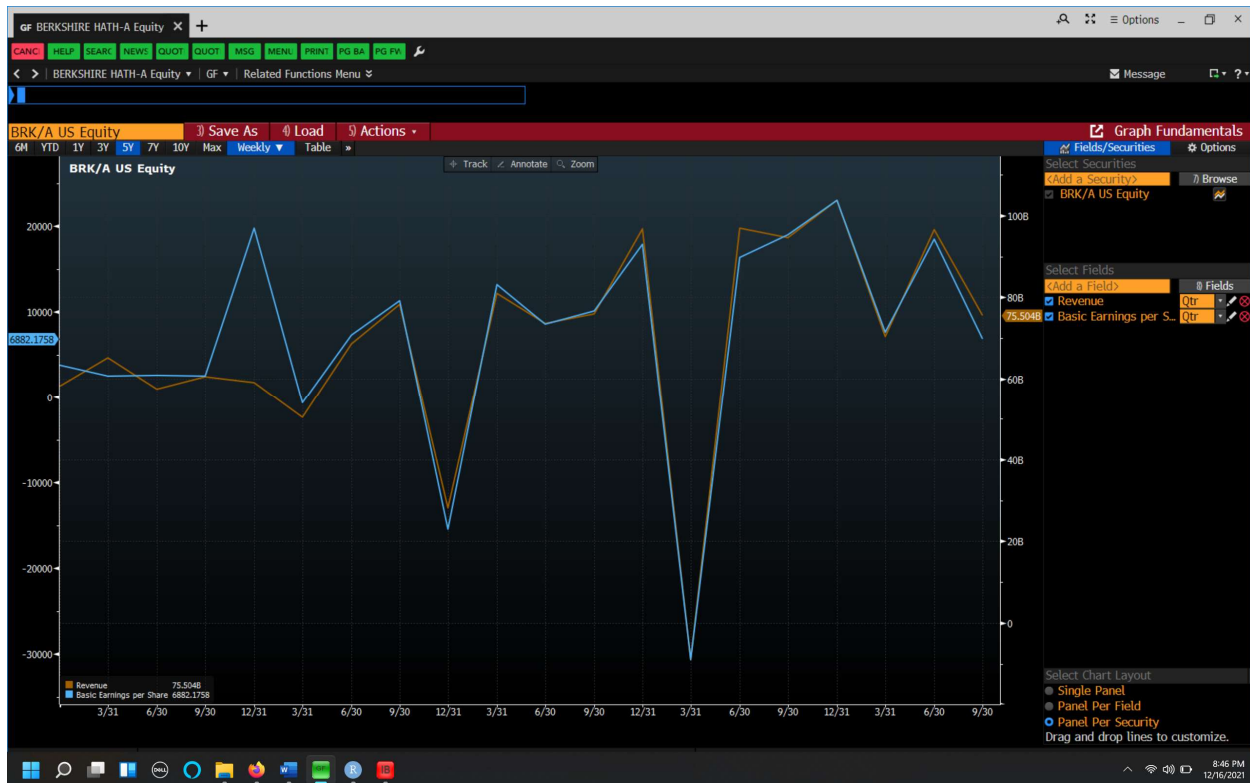 GF BERKSHIRE HATH-A Equity × +
Options
CANC HELP SEARC NEWS QUOT QUOT MSG MENU PRINT PG BA PG FW
< > BERKSHIRE HATH-A Equity GF Related Functions Menu
Message ?
BRK/A US Equity 3) Save As 4) Load 5) Actions Graph Fundamentals
6M YTD 1Y 3Y 5Y 7Y 10Y Max Weekly Table » Fields/Securities Options
BRK/A US Equity
Track Annotate Zoom
Select Securities
<Add a Security> 7) Browse
BRK/A US Equity
Select Fields
<Add a Field> 8) Fields
Revenue Qtr
Basic Earnings per S... Qtr
20000
10000
6882.1758
0
-10000
-20000
-30000
100B
80B
75.504B
60B
40B
20B
0
Revenue 75.504B
Basic Earnings per Share 6882.1758
3/31 6/30 9/30 12/31 3/31 6/30 9/30 12/31 3/31 6/30 9/30 12/31 3/31 6/30 9/30 12/31 3/31 6/30 9/30
Select Chart Layout
Single Panel
Panel Per Field
Panel Per Security
Drag and drop lines to customize.
DELL W GF R IB
8:46 PM
12/16/2021